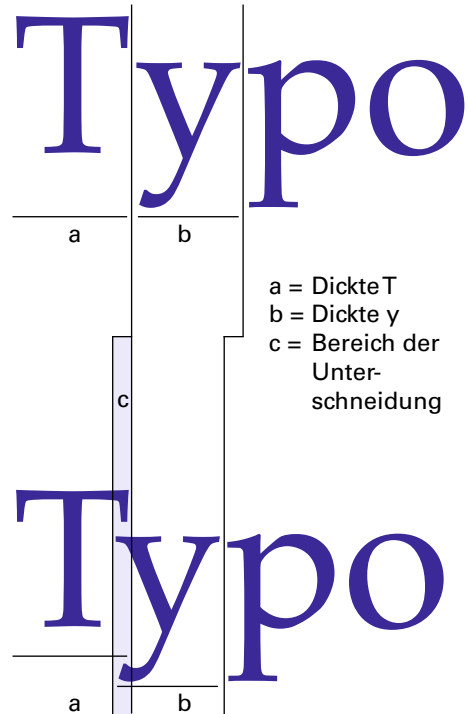 Typo
a b
a = Dickte T
b = Dickte y
c = Bereich der
Unter-
schneidung
c
Typo
a b